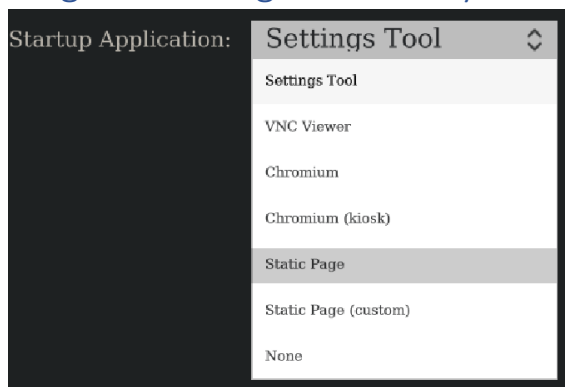 Startup Application: Settings Tool
Settings Tool
VNC Viewer
Chromium
Chromium (kiosk)
Static Page
Static Page (custom)
None